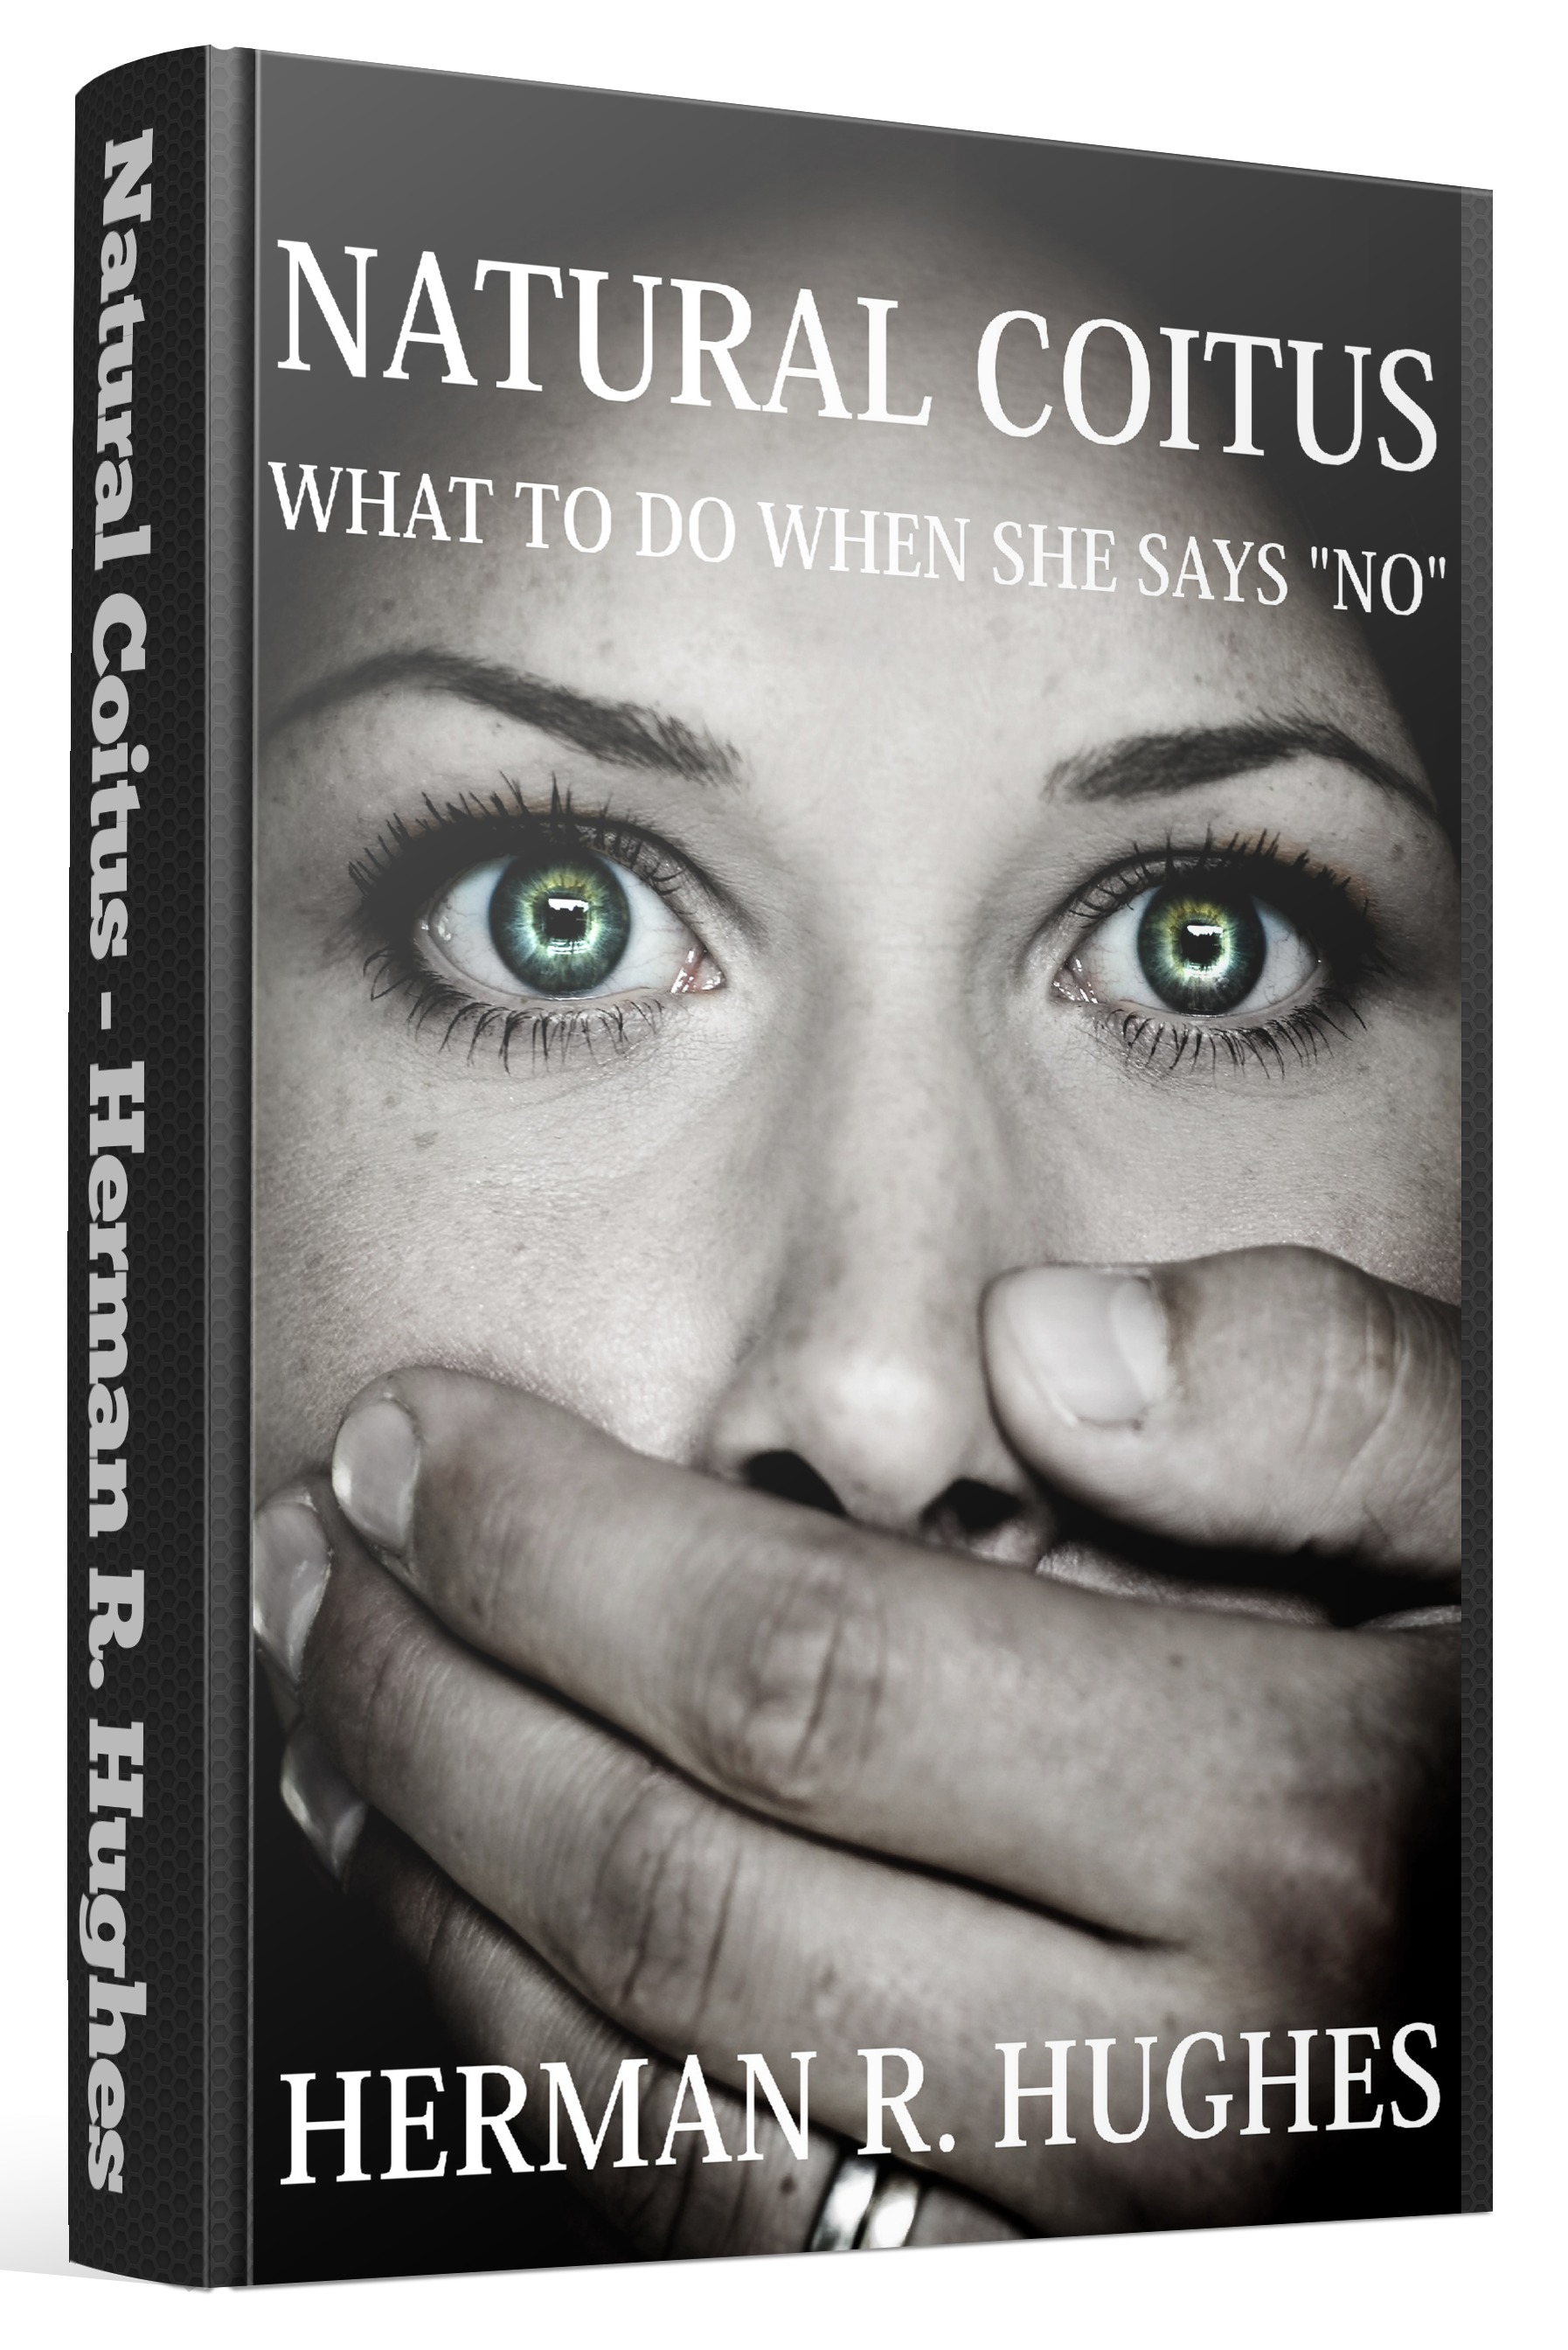 Natural Coitus - Herman R. Hughes
NATURAL COITUS
WHAT TO DO WHEN SHE SAYS "NO"
HERMAN R. HUGHES